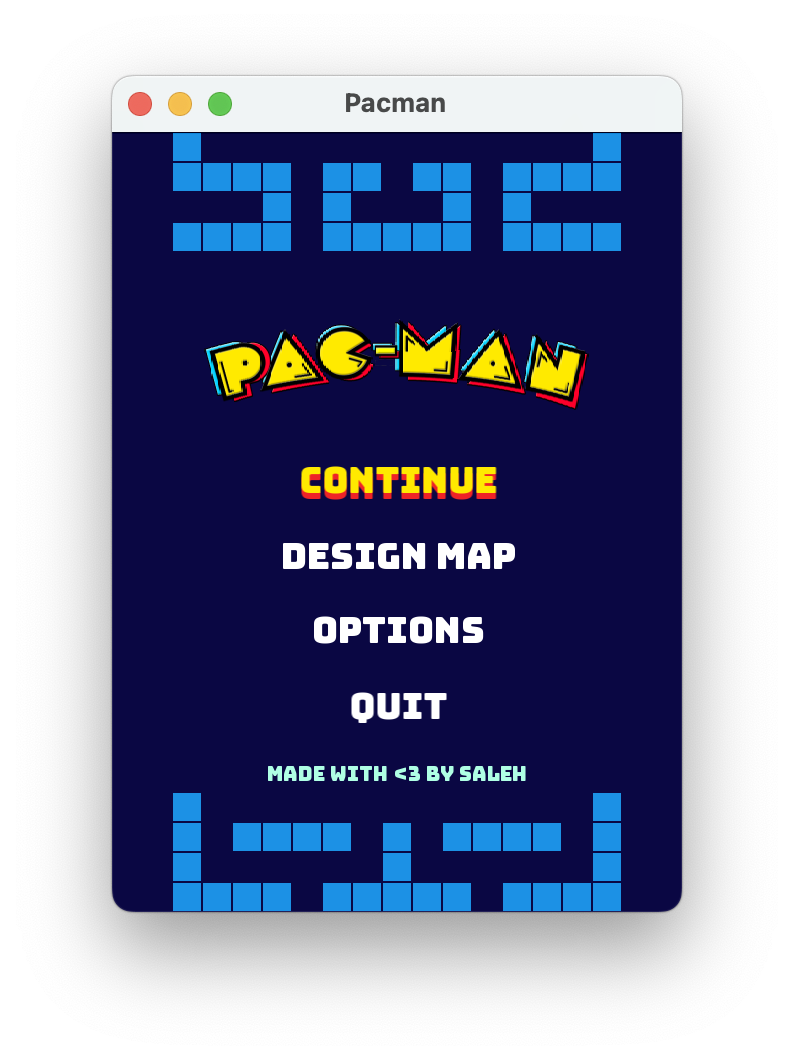 Pacman
PAC-MAN
CONTINUE
DESIGN MAP
OPTIONS
QUIT
MADE WITH <3 BY SALEH